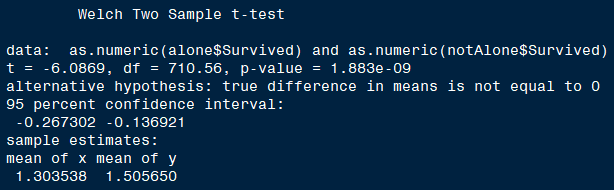 Welch Two Sample t-test
data:  as.numeric(alone$Survived) and as.numeric(notAlone$Survived)
t = -6.0869, df = 710.56, p-value = 1.883e-09
alternative hypothesis: true difference in means is not equal to 0
95 percent confidence interval:
 -0.267302 -0.136921
sample estimates:
mean of x mean of y
 1.303538  1.505650